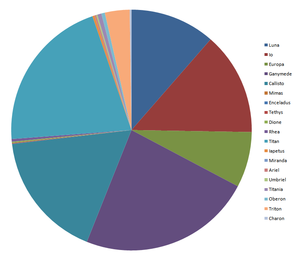 Luna
Io
Europa
Ganymede
Callisto
Mimas
Enceladus
Tethys
Dione
Rhea
Titan
Iapetus
Miranda
Ariel
Umbriel
Titania
Oberon
Triton
Charon